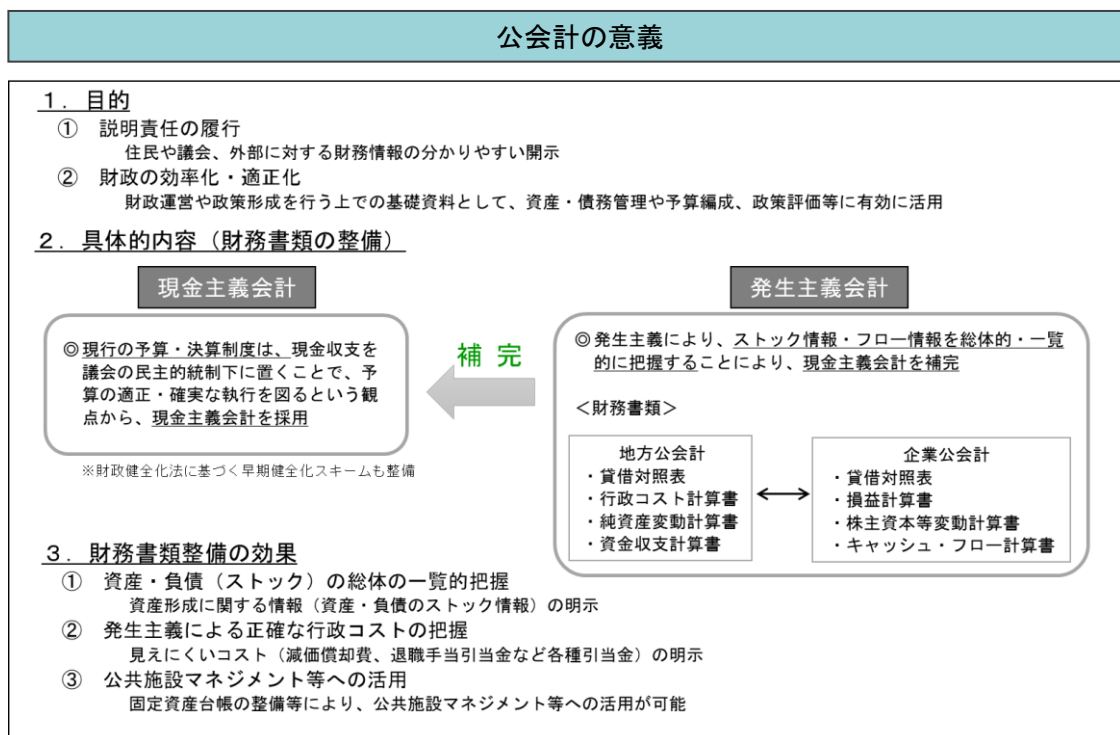 公会計の意義
１．目的
① 説明責任の履行
住民や議会、外部に対する財務情報の分かりやすい開示
② 財政の効率化・適正化
財政運営や政策形成を行う上での基礎資料として、資産・債務管理や予算編成、政策評価等に有効に活用
２．具体的内容（財務書類の整備）
現金主義会計
◎現行の予算・決算制度は、現金収支を
議会の民主的統制下に置くことで、予
算の適正・確実な執行を図るという観
点から、現金主義会計を採用
※財政健全化法に基づく早期健全化スキームも整備
補 完
発生主義会計
◎発生主義により、ストック情報・フロー情報を総体的・一覧
的に把握することにより、現金主義会計を補完
＜財務書類＞
地方公会計
・貸借対照表
・行政コスト計算書
・純資産変動計算書
・資金収支計算書
企業公会計
・貸借対照表
・損益計算書
・株主資本等変動計算書
・キャッシュ・フロー計算書
３．財務書類整備の効果
① 資産・負債（ストック）の総体の一覧的把握
資産形成に関する情報（資産・負債のストック情報）の明示
② 発生主義による正確な行政コストの把握
見えにくいコスト（減価償却費、退職手当引当金など各種引当金）の明示
③ 公共施設マネジメント等への活用
固定資産台帳の整備等により、公共施設マネジメント等への活用が可能